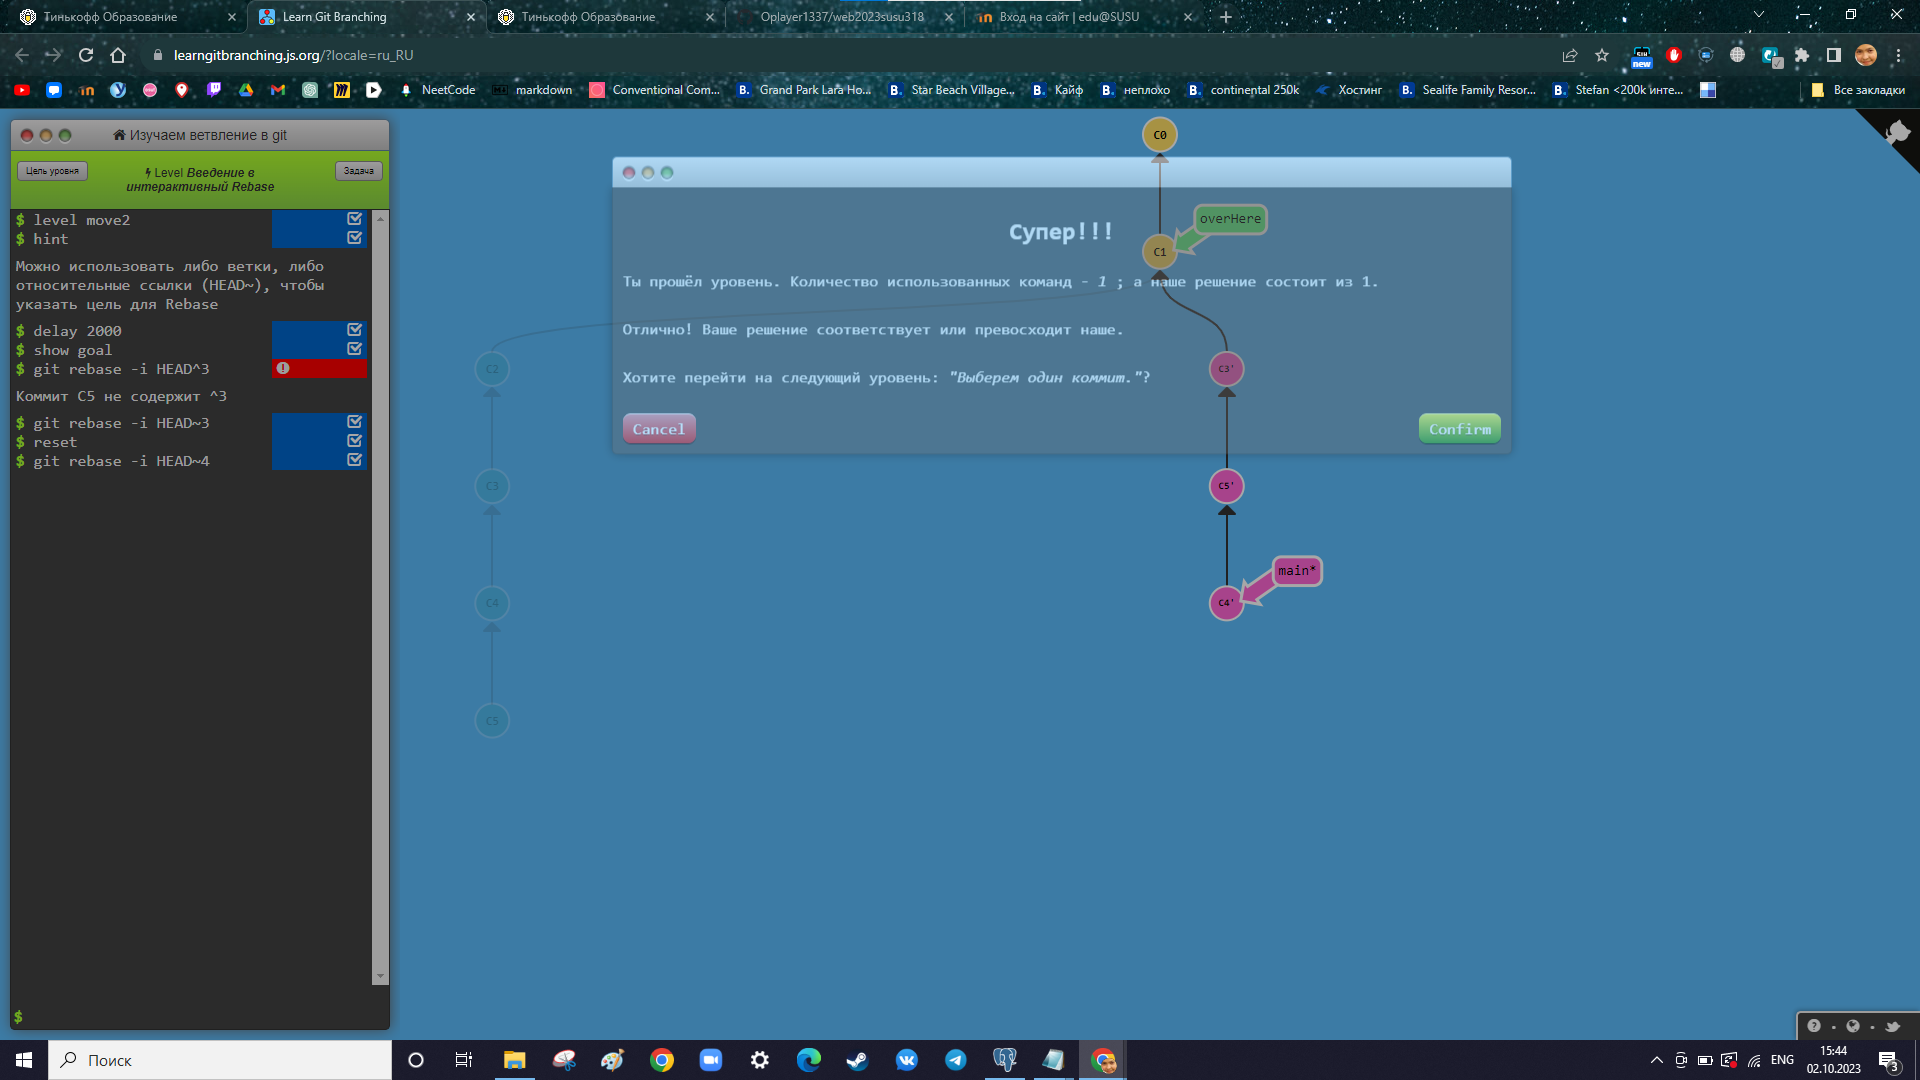 Тинькофф Образование
Learn Git Branching
Тинькофф Образование
Oplayer1337/web2023susu318
Вход на сайт | edu@SUSU
learngitbranching.js.org/?locale=ru_RU
new
NeetCode
markdown
Conventional Com...
Grand Park Lara Ho...
Star Beach Village...
Кайф
неплохо
continental 250k
Хостинг
Sealife Family Resor...
Stefan <200k инте...
Все закладки
Изучаем ветвление в git
Цель уровня
Level Введение в
интерактивный Rebase
Задача
$ level move2
$ hint
Можно использовать либо ветки, либо
относительные ссылки (HEAD~), чтобы
указать цель для Rebase
$ delay 2000
$ show goal
$ git rebase -i HEAD^3
Коммит C5 не содержит ^3
$ git rebase -i HEAD~3
$ reset
$ git rebase -i HEAD~4
$
C0
overHere
C1
Супер!!!
Ты прошёл уровень. Количество использованных команд - 1 ; а наше решение состоит из 1.
Отлично! Ваше решение соответствует или превосходит наше.
Хотите перейти на следующий уровень: "Выберем один коммит."?
Cancel
Confirm
C2
C3'
C3
C5'
main*
C4
C4'
C5
Поиск
ENG
15:44
02.10.2023
3